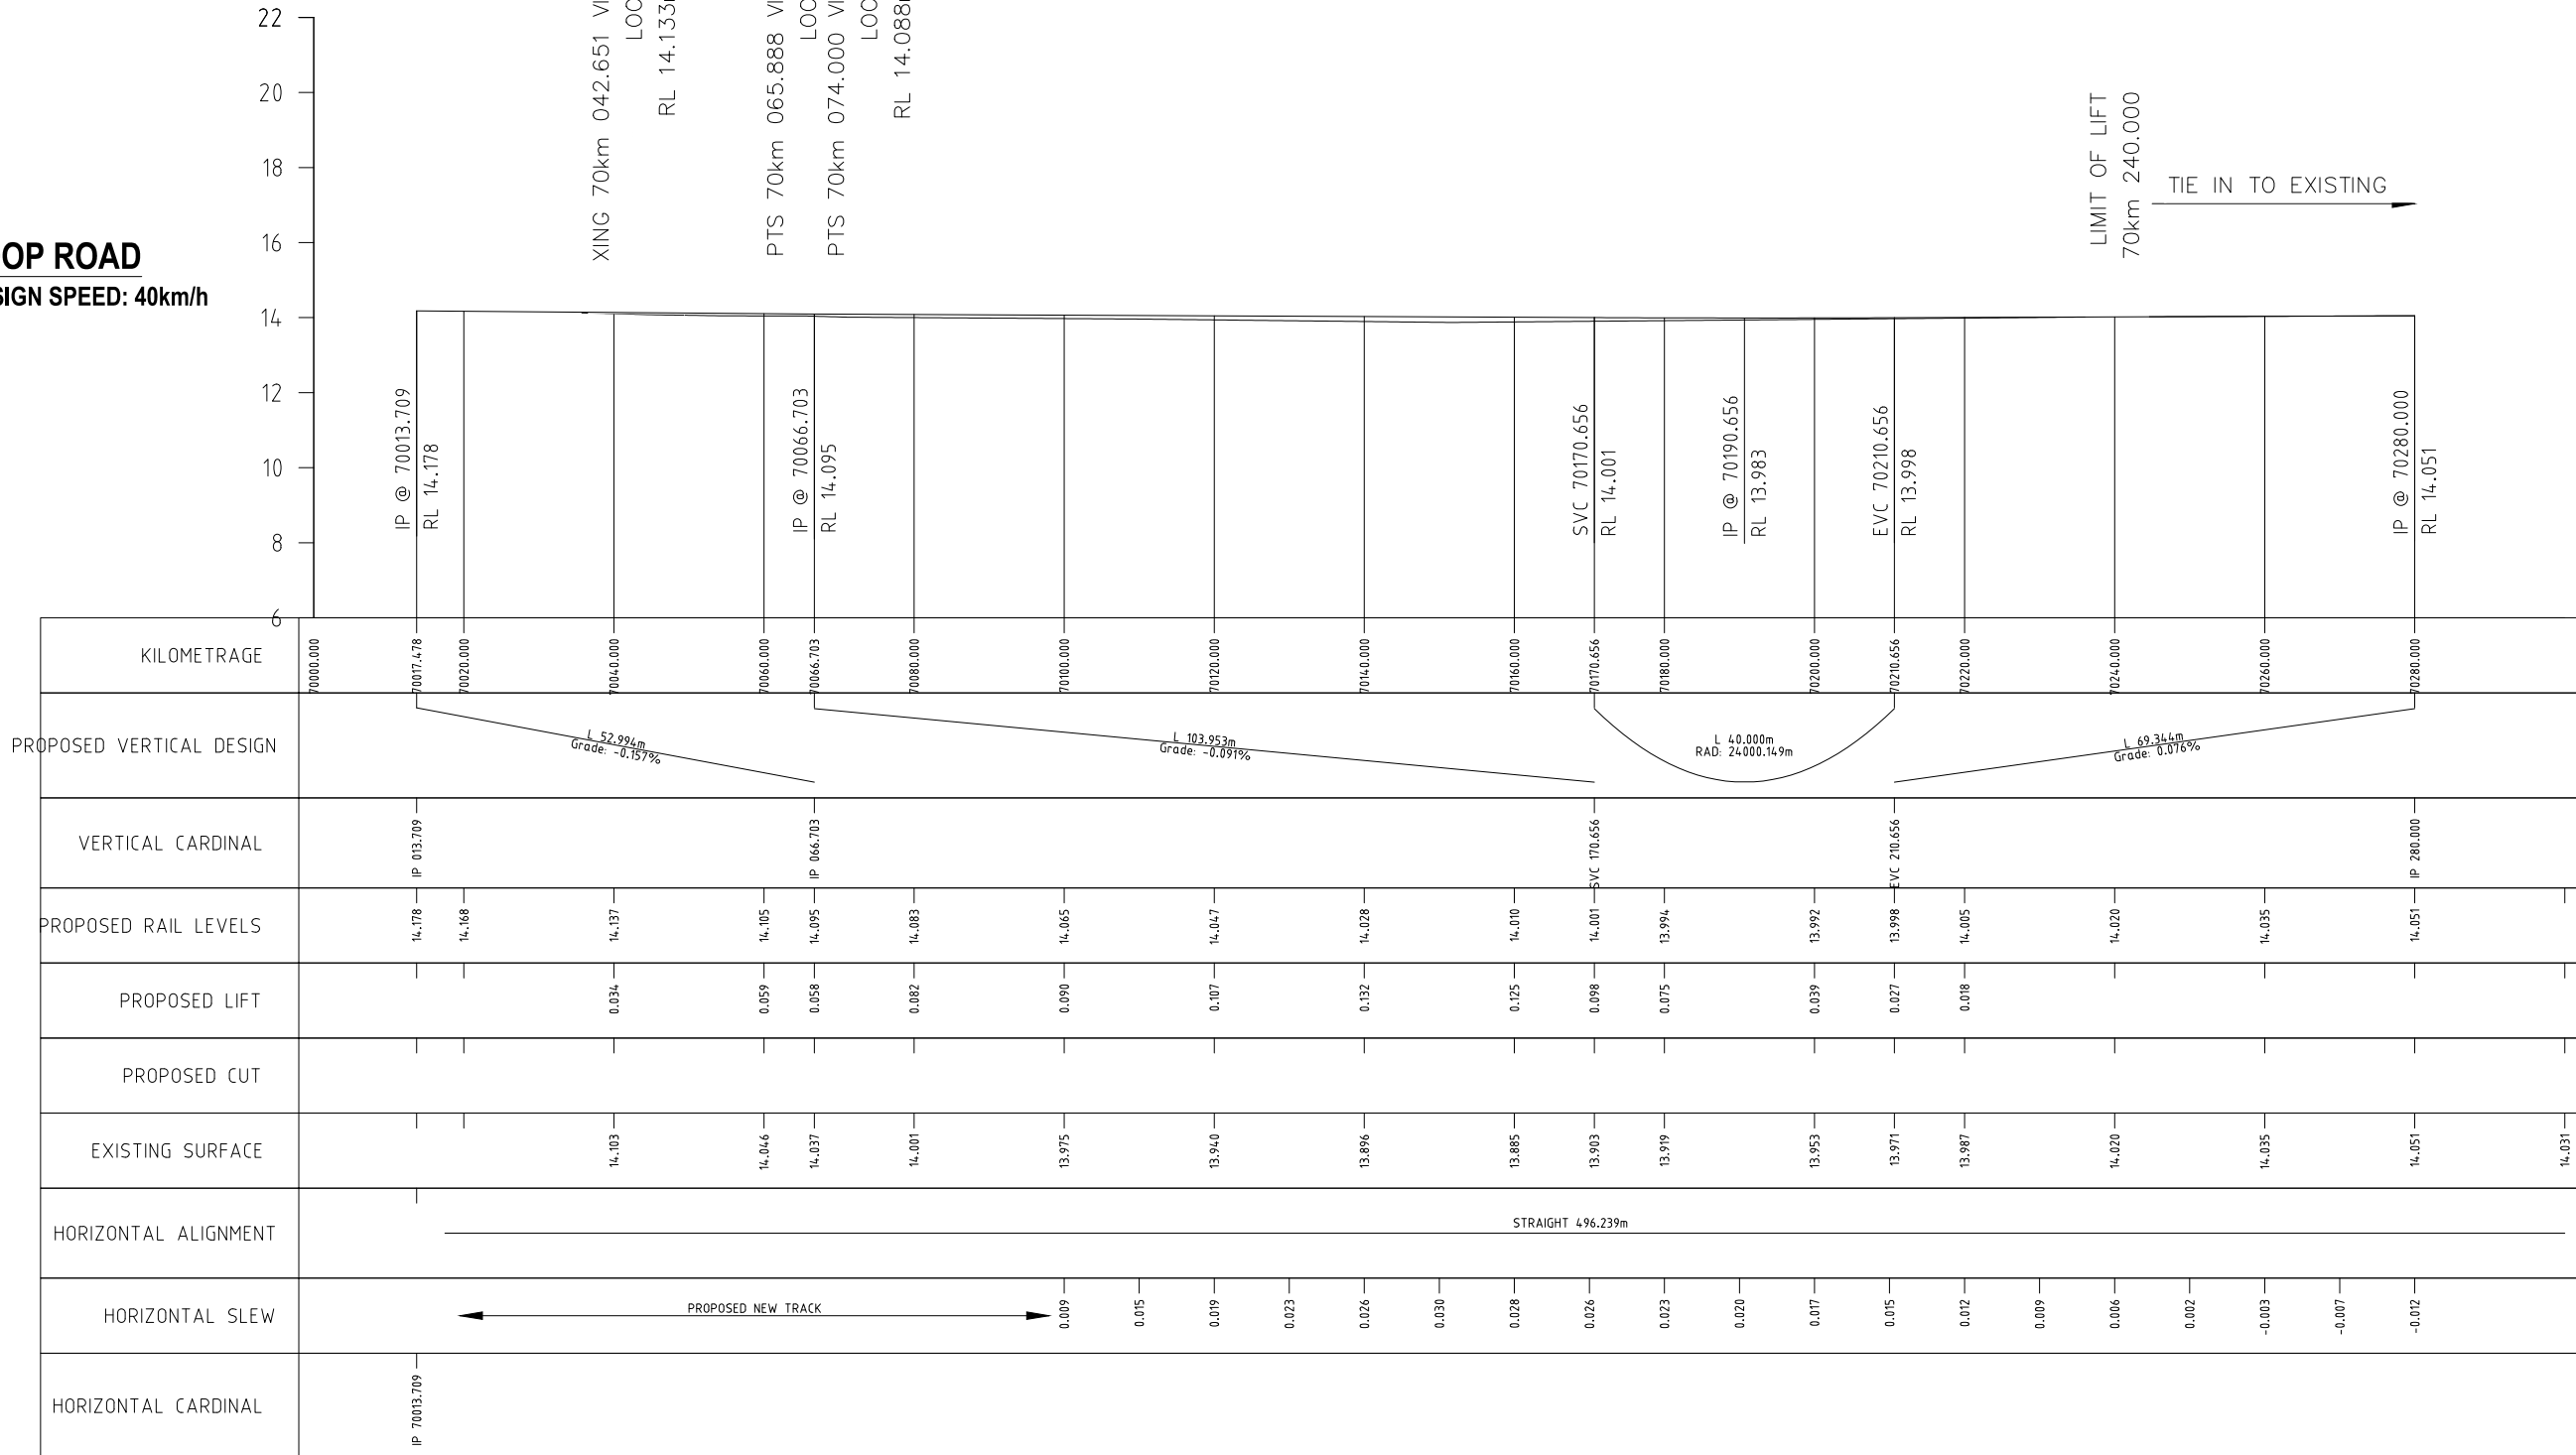 22
20
18
16
14
12
10
8
6
OP ROAD
SIGN SPEED: 40km/h
XING 70km 042.651
RL 14.133
PTS 70km 065.888
PTS 70km 074.000
RL 14.088
LIMIT OF LIFT
70km 240.000
TIE IN TO EXISTING
IP @ 70013.709
RL 14.178
IP @ 70066.703
RL 14.095
SVC 70170.656
RL 14.001
IP @ 70190.656
RL 13.983
EVC 70210.656
RL 13.998
IP @ 70280.000
RL 14.051
KILOMETRAGE
70000.000 70017.478 70020.000 70040.000 70060.000 70066.703 70080.000 70100.000 70120.000 70140.000 70160.000 70170.656 70180.000 70200.000 70210.656 70220.000 70240.000 70260.000 70280.000
PROPOSED VERTICAL DESIGN
L 52.994m
Grade: -0.157%
L 103.953m
Grade: -0.091%
L 40.000m
RAD: 24000.149m
L 69.344m
Grade: 0.076%
VERTICAL CARDINAL
IP 013.709 IP 066.703 SVC 170.656 EVC 210.656 IP 280.000
PROPOSED RAIL LEVELS
14.178 14.168 14.137 14.105 14.095 14.083 14.065 14.047 14.028 14.010 14.001 13.994 13.992 13.998 14.005 14.020 14.035 14.051
PROPOSED LIFT
0.034 0.059 0.058 0.082 0.090 0.107 0.132 0.125 0.098 0.075 0.039 0.027 0.018
PROPOSED CUT
EXISTING SURFACE
14.103 14.046 14.037 14.001 13.975 13.940 13.896 13.885 13.903 13.919 13.953 13.971 13.987 14.020 14.035 14.051 14.031
HORIZONTAL ALIGNMENT
STRAIGHT 496.239m
HORIZONTAL SLEW
PROPOSED NEW TRACK
0.009 0.015 0.019 0.023 0.026 0.030 0.028 0.026 0.023 0.020 0.017 0.015 0.012 0.009 0.006 0.002 -0.003 -0.007 -0.012
HORIZONTAL CARDINAL
IP 70013.709